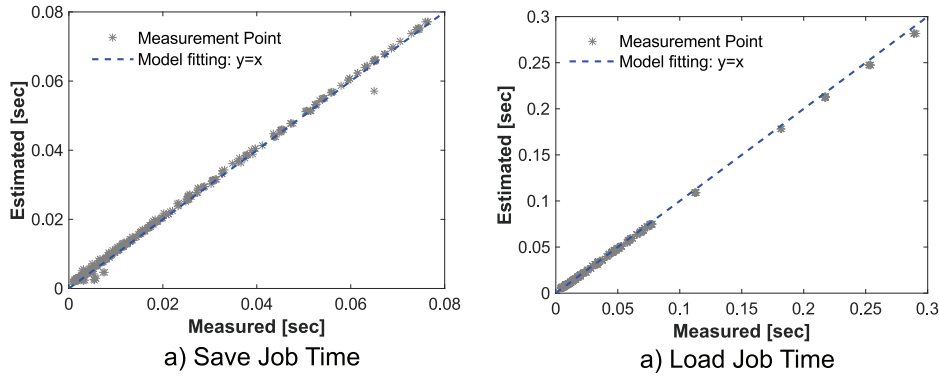 0.08
0.06
0.04
0.02
0
Estimated [sec]
Measurement Point
Model fitting: y=x
0
0.02
0.04
0.06
0.08
Measured [sec]
a) Save Job Time
0.3
0.25
0.2
0.15
0.1
0.05
0
Estimated [sec]
Measurement Point
Model fitting: y=x
0
0.05
0.1
0.15
0.2
0.25
0.3
Measured [sec]
a) Load Job Time